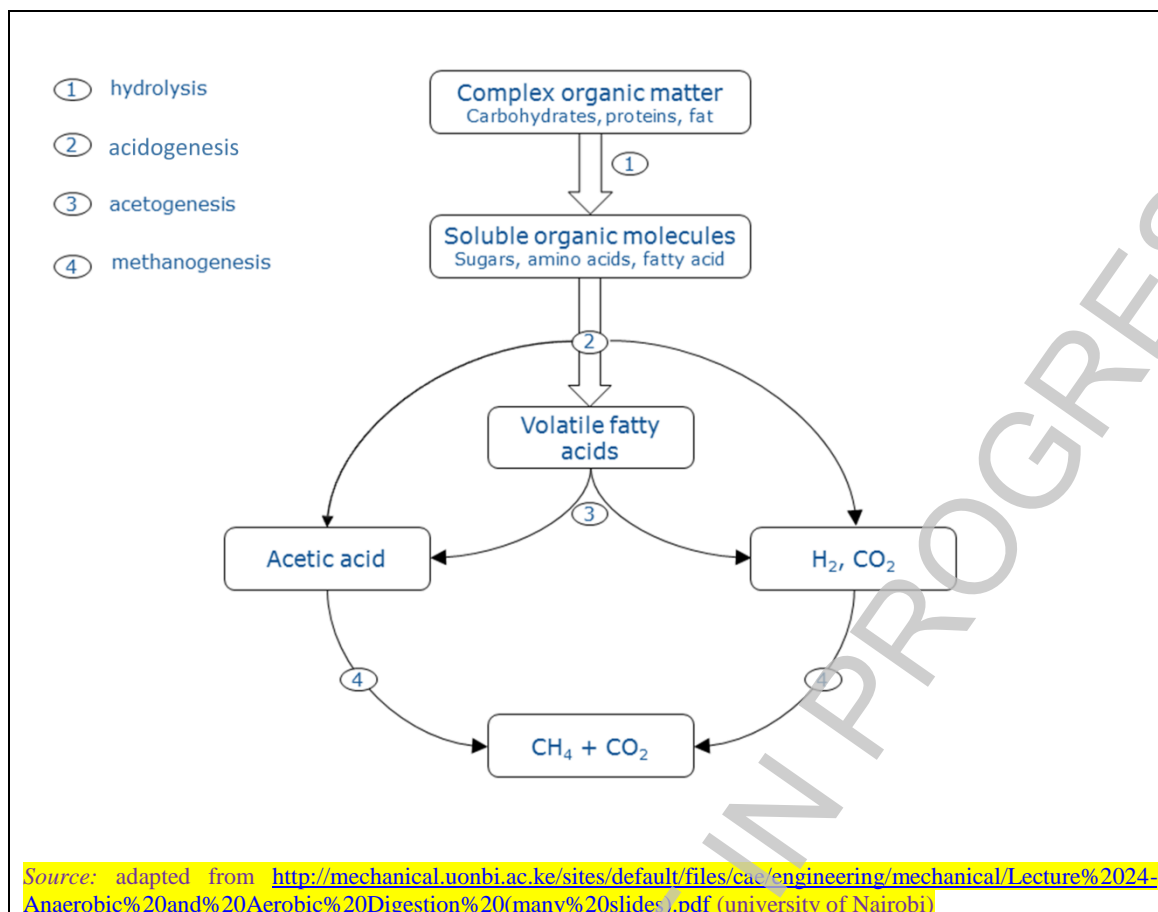 1 hydrolysis
2 acidogenesis
3 acetogenesis
4 methanogenesis
Complex organic matter
Carbohydrates, proteins, fat
1
Soluble organic molecules
Sugars, amino acids, fatty acid
2
Volatile fatty
acids
3
Acetic acid
H₂, CO₂
4
4
CH₄ + CO₂
IN PROGRES
Source: adapted from http://mechanical.uonbi.ac.ke/sites/default/files/cae/engineering/mechanical/Lecture%2024-
Anaerobic%20and%20Aerobic%20Digestion%20(many%20slides).pdf (university of Nairobi)